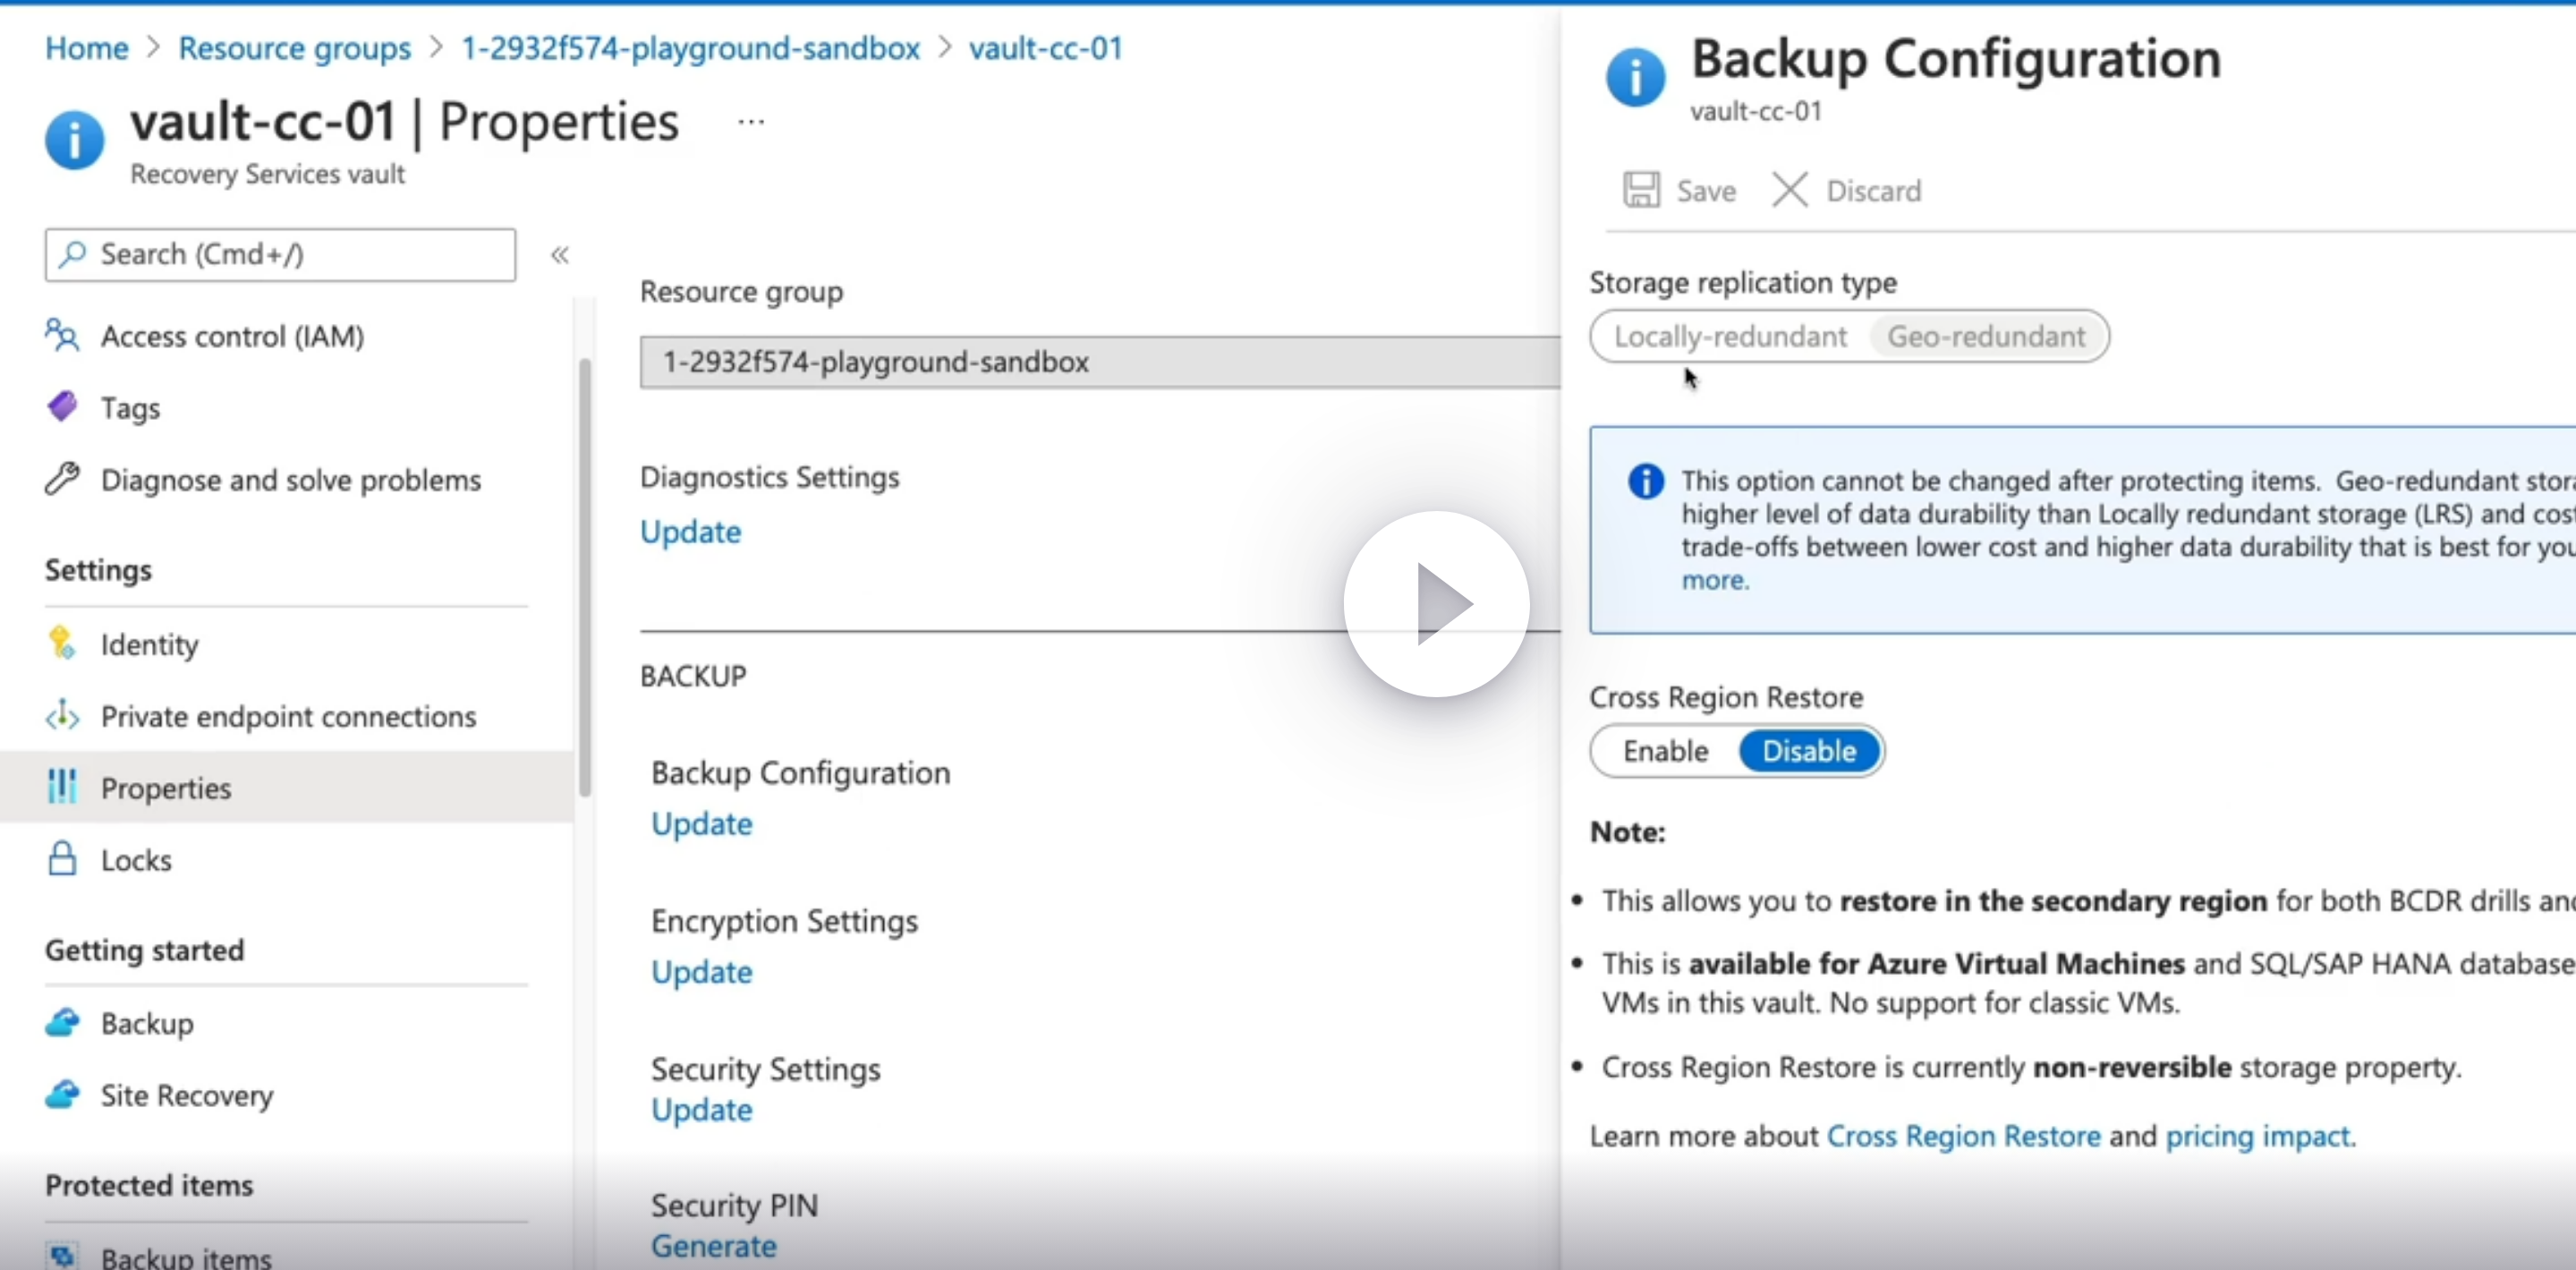 Home > Resource groups > 1-2932f574-playground-sandbox > vault-cc-01
vault-cc-01 | Properties ...
Recovery Services vault
Search (Cmd+/)
«
Access control (IAM)
Tags
Diagnose and solve problems
Settings
Identity
Private endpoint connections
Properties
Locks
Getting started
Backup
Site Recovery
Protected items
Backup items
Resource group
1-2932f574-playground-sandbox
Diagnostics Settings
Update
BACKUP
Backup Configuration
Update
Encryption Settings
Update
Security Settings
Update
Security PIN
Generate
Backup Configuration
vault-cc-01
Save Discard
Storage replication type
Locally-redundant Geo-redundant
This option cannot be changed after protecting items. Geo-redundant
higher level of data durability than Locally redundant storage (LRS) and
trade-offs between lower cost and higher data durability that is best for
more.
Cross Region Restore
Enable Disable
Note:
• This allows you to restore in the secondary region for both BCDR drills
• This is available for Azure Virtual Machines and SQL/SAP HANA database
VMs in this vault. No support for classic VMs.
• Cross Region Restore is currently non-reversible storage property.
Learn more about Cross Region Restore and pricing impact.